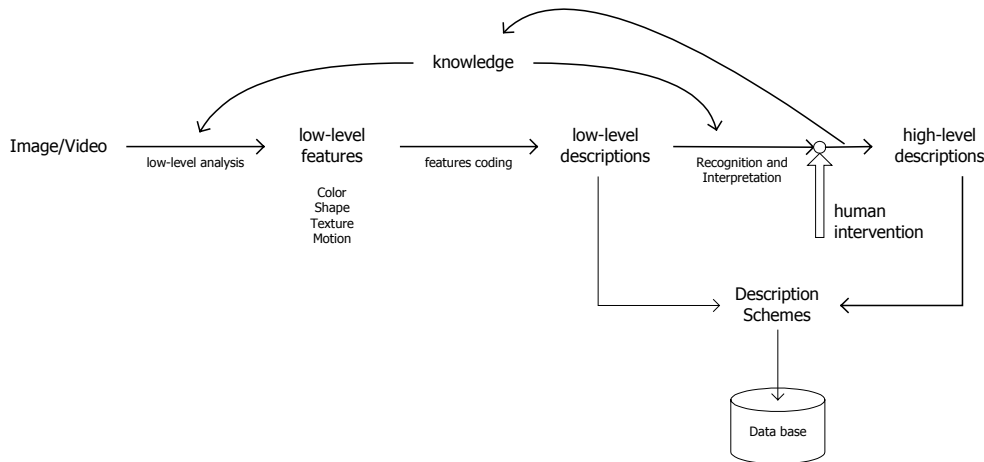 knowledge
Image/Video
low-level analysis
low-level
features
Color
Shape
Texture
Motion
features coding
low-level
descriptions
Recognition and
Interpretation
high-level
descriptions
human
intervention
Description
Schemes
Data base